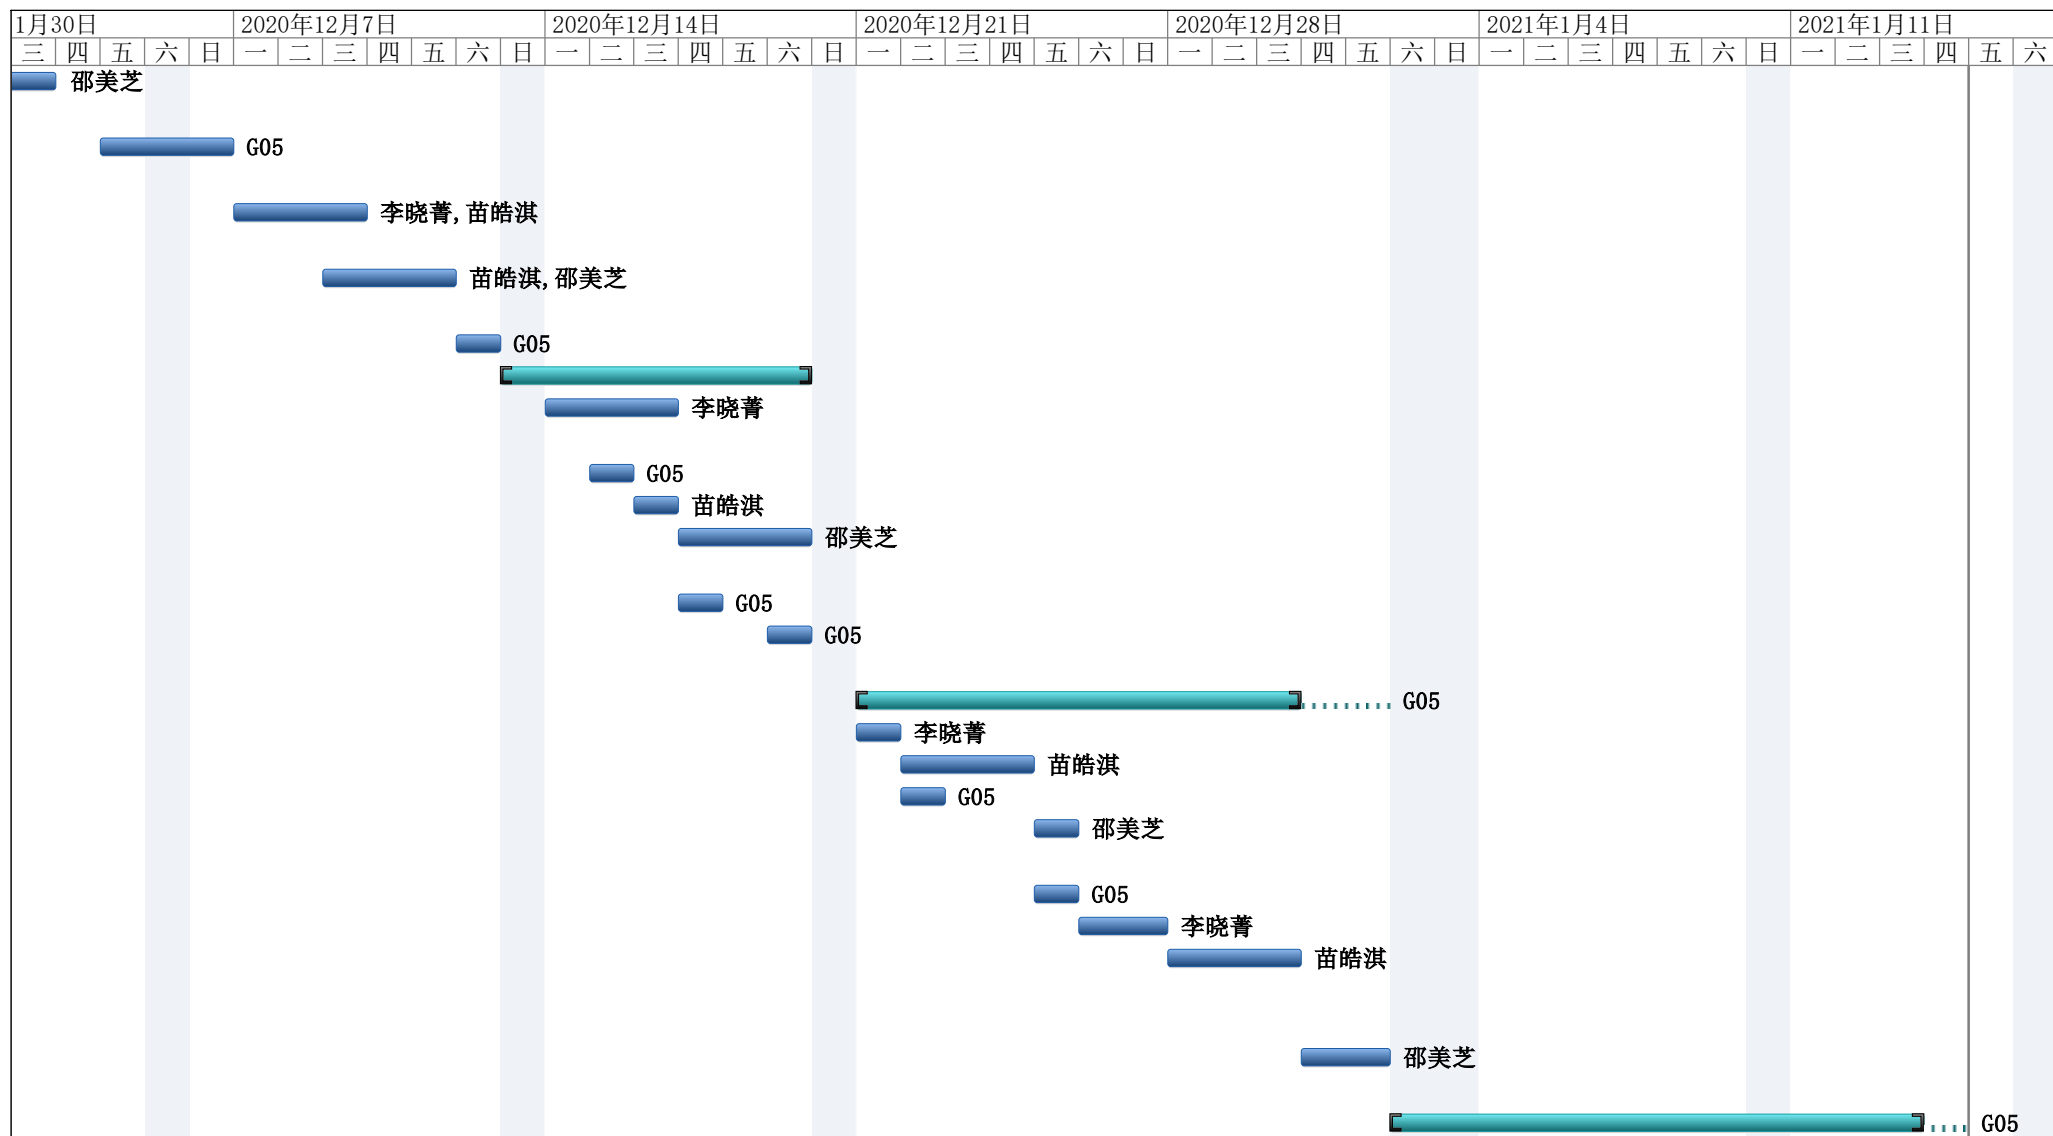 1月30日 2020年12月7日 2020年12月14日 2020年12月21日 2020年12月28日 2021年1月4日 2021年1月11日
三 四 五 六 日 一 二 三 四 五 六 日 一 二 三 四 五 六 日 一 二 三 四 五 六 日 一 二 三 四 五 六 日 一 二 三 四 五 六 日 一 二 三 四 五 六
邵美芝
G05
李晓菁,苗皓淇
苗皓淇,邵美芝
G05
李晓菁
G05
苗皓淇
邵美芝
G05
G05
G05
李晓菁
苗皓淇
G05
邵美芝
G05
李晓菁
苗皓淇
邵美芝
G05